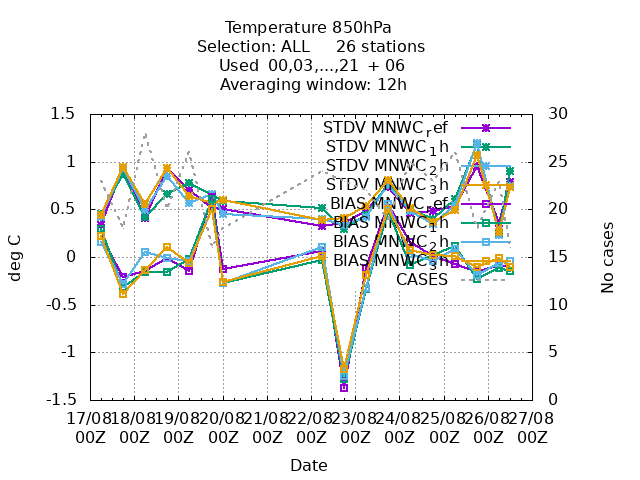 Temperature 850hPa
Selection: ALL     26 stations
Used  00,03,...,21  + 06
Averaging window: 12h
STDV MNWC_ref
STDV MNWC_1h
STDV MNWC_2h
STDV MNWC_3h
BIAS MNWC_ref
BIAS MNWC_1h
BIAS MNWC_2h
BIAS MNWC_3h
CASES
deg C
1.5
1
0.5
0
-0.5
-1
-1.5
No cases
30
25
20
15
10
5
0
17/08 18/08 19/08 20/08 21/08 22/08 23/08 24/08 25/08 26/08 27/08
00Z 00Z 00Z 00Z 00Z 00Z 00Z 00Z 00Z 00Z 00Z
Date